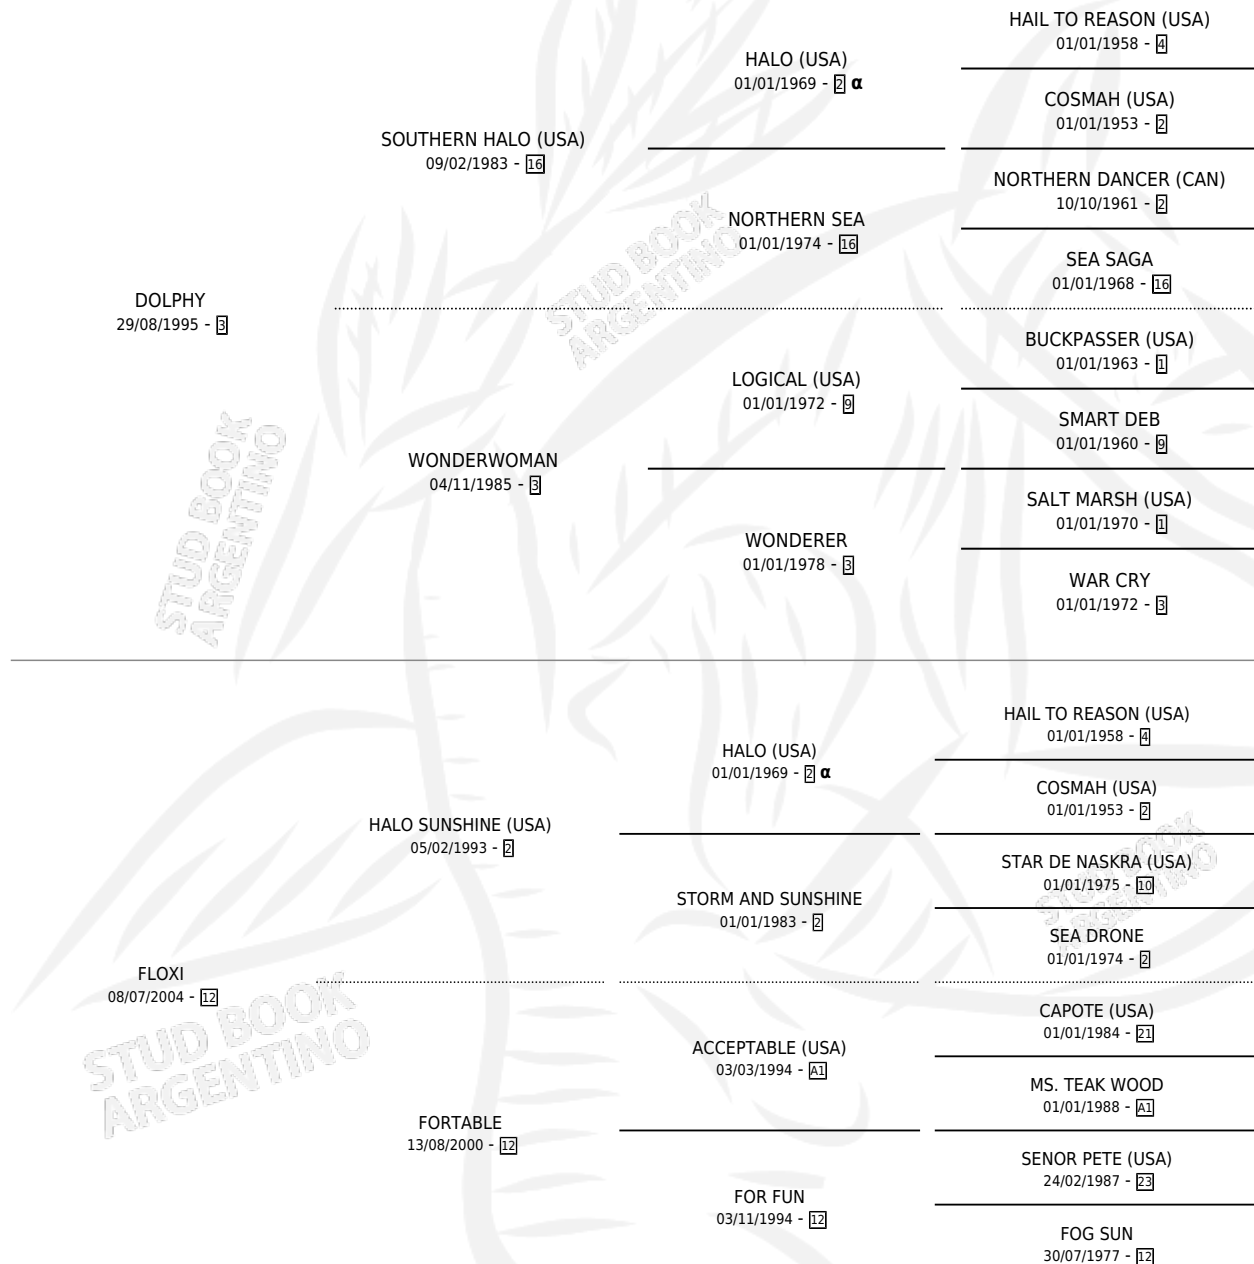 HAIL TO REASON (USA)
01/01/1958 - 4
HALO (USA)
01/01/1969 - 2 α
COSMAH (USA)
01/01/1953 - 2
SOUTHERN HALO (USA)
09/02/1983 - 16
NORTHERN DANCER (CAN)
10/10/1961 - 2
NORTHERN SEA
01/01/1974 - 16
SEA SAGA
01/01/1968 - 16
STUD BOOK
ARGENTINO
DOLPHY
29/08/1995 - 3
BUCKPASSER (USA)
01/01/1963 - 1
LOGICAL (USA)
01/01/1972 - 9
SMART DEB
01/01/1960 - 9
WONDERWOMAN
04/11/1985 - 3
SALT MARSH (USA)
01/01/1970 - 1
WONDERER
01/01/1978 - 3
WAR CRY
01/01/1972 - 3
STUD BOOK
ARGENTINO
HAIL TO REASON (USA)
01/01/1958 - 4
HALO (USA)
01/01/1969 - 2 α
COSMAH (USA)
01/01/1953 - 2
HALO SUNSHINE (USA)
05/02/1993 - 2
STAR DE NASKRA (USA)
01/01/1975 - 10
STORM AND SUNSHINE
01/01/1983 - 2
SEA DRONE
01/01/1974 - 2
STUD BOOK
ARGENTINO
FLOXI
08/07/2004 - 12
STUD BOOK
ARGENTINO
CAPOTE (USA)
01/01/1984 - 21
ACCEPTABLE (USA)
03/03/1994 - A1
MS. TEAK WOOD
01/01/1988 - A1
FORTABLE
13/08/2000 - 12
SENOR PETE (USA)
24/02/1987 - 23
FOR FUN
03/11/1994 - 12
FOG SUN
30/07/1977 - 12